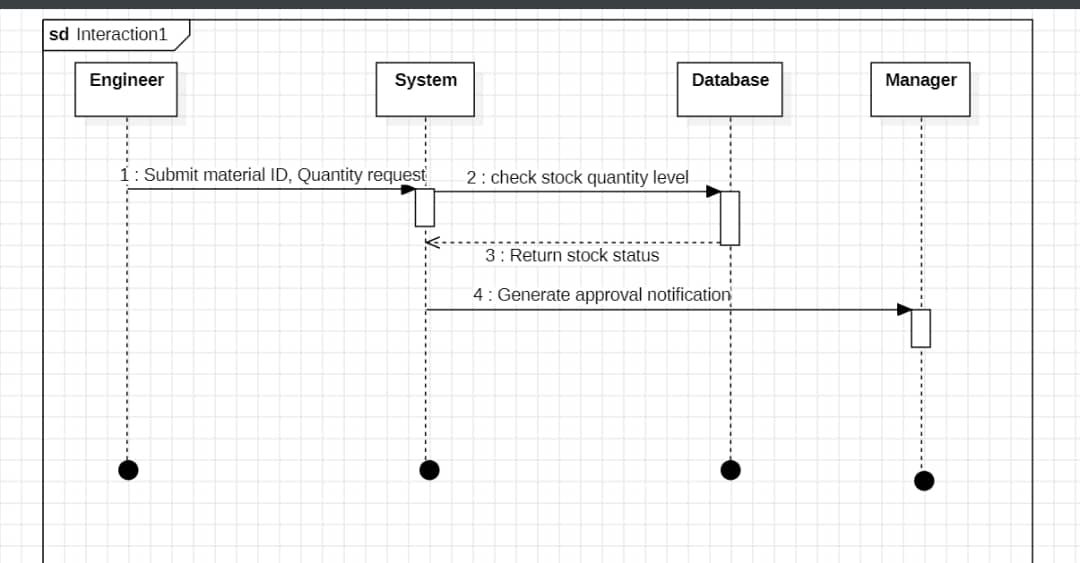 sd Interaction1
Engineer
System
Database
Manager
1 : Submit material ID, Quantity request
2 : check stock quantity level
3 : Return stock status
4 : Generate approval notification